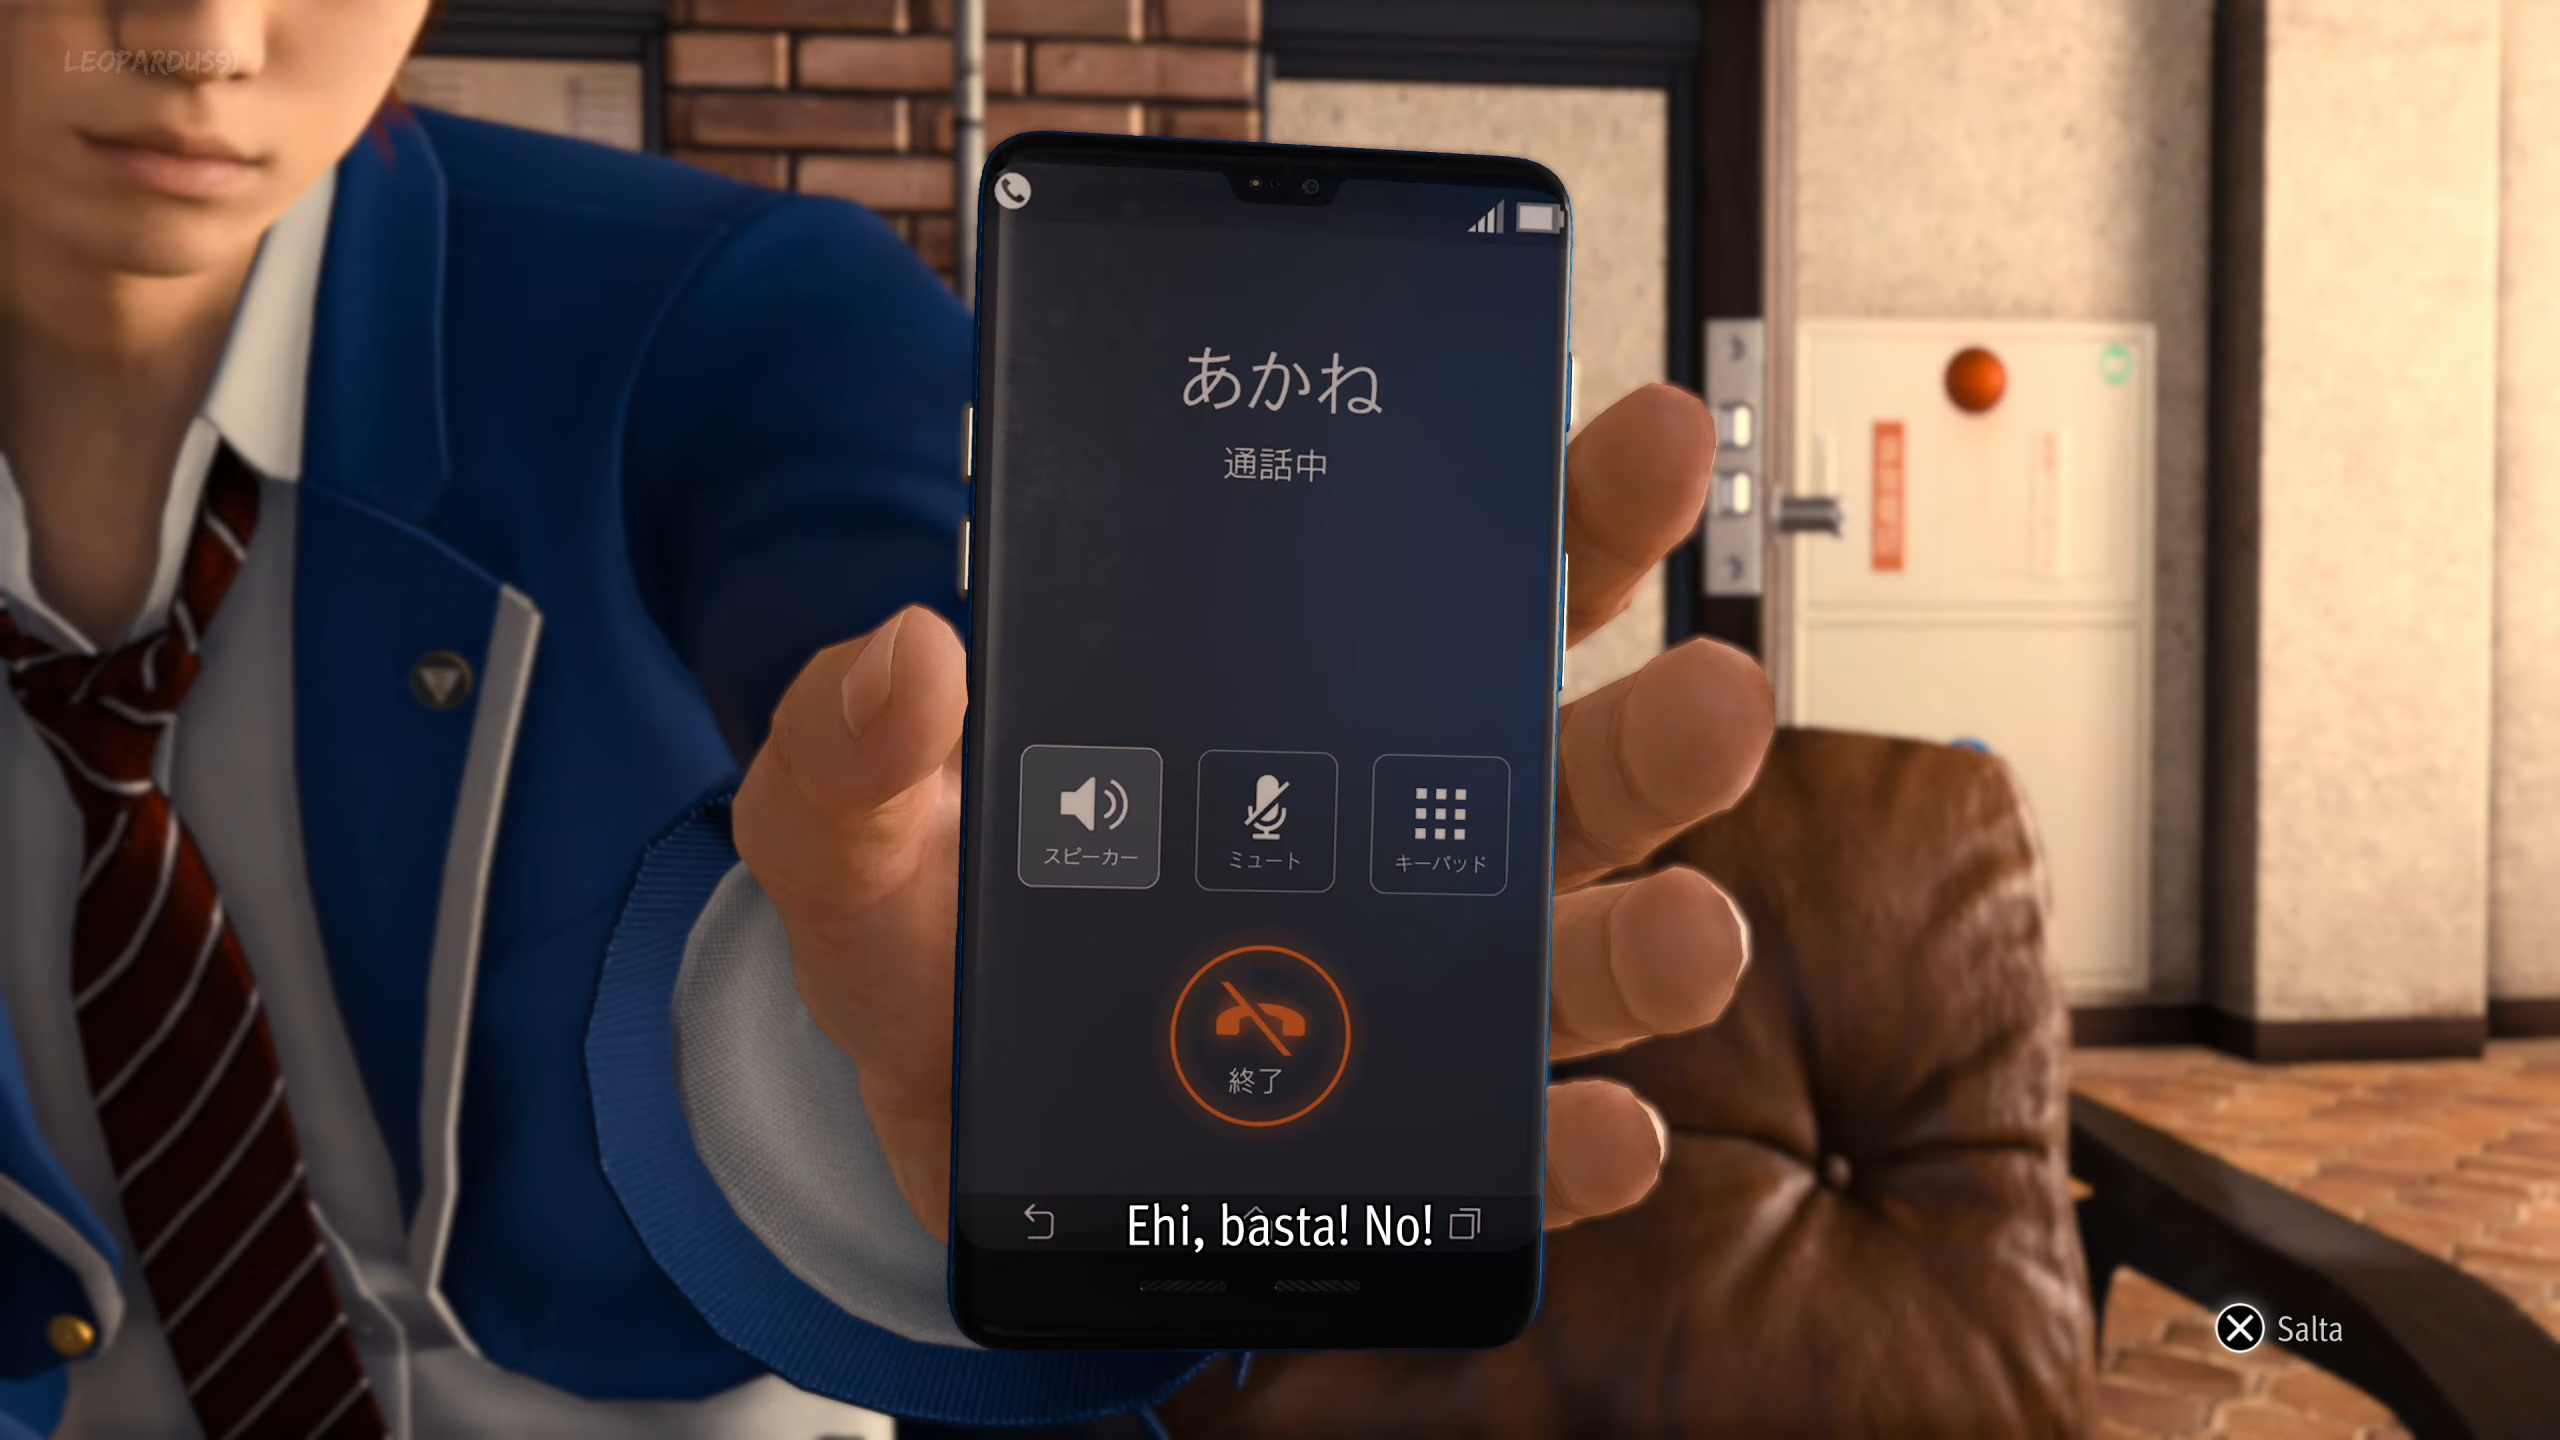 LEOPARDUS91
あかね
通話中
スピーカー
ミュート
キーパッド
終了
Ehi, basta! No!
Salta